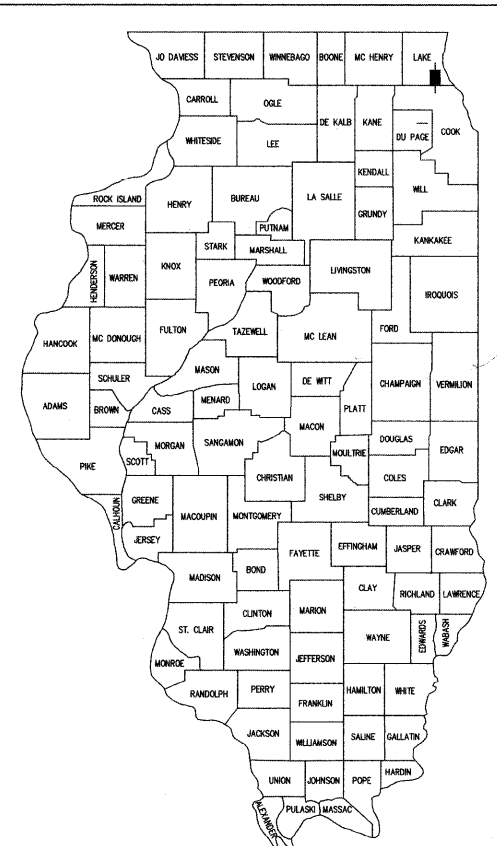 JO DAVIESS STEVENSON WINNEBAGO BOONE MC HENRY LAKE
CARROLL OGLE DE KALB KANE COOK
DU PAGE
WHITESIDE LEE
KENDALL WILL
ROCK ISLAND HENRY BUREAU LA SALLE GRUNDY
MERCER PUTNAM
STARK MARSHALL KANKAKEE
HENDERSON WARREN KNOX PEORIA WOODFORD LIVINGSTON IROQUOIS
HANCOOK MC DONOUGH FULTON TAZEWELL MC LEAN FORD
SCHULER MASON LOGAN DE WITT CHAMPAIGN VERMILION
ADAMS BROWN CASS MENARD MACON PLATT
PIKE SCOTT MORGAN SANGAMON MOULTRIE DOUGLAS EDGAR
CHRISTIAN COLES
CALHOUN GREENE MACOUPIN MONTGOMERY SHELBY CUMBERLAND CLARK
JERSEY FAYETTE EFFINGHAM JASPER CRAWFORD
MADISON BOND CLAY RICHLAND LAWRENCE
CLINTON MARION
ST. CLAIR WAYNE EDWARDS WABASH
MONROE WASHINGTON JEFFERSON
RANDOLPH PERRY FRANKLIN HAMILTON WHITE
JACKSON WILLIAMSON SALINE GALLATIN
UNION JOHNSON POPE HARDIN
ALEXANDER PULASKI MASSAC